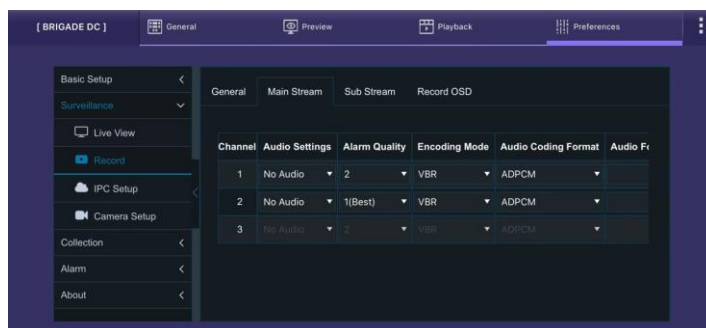 [ BRIGADE DC ] General Preview Playback Preferences
Basic Setup
General Main Stream Sub Stream Record OSD
Surveillance
Live View
Channel Audio Settings Alarm Quality Encoding Mode Audio Coding Format Audio Fo
Record
1 No Audio 2 VBR ADPCM
IPC Setup
2 No Audio 1(Best) VBR ADPCM
Camera Setup
3 No Audio 2 VBR ADPCM
Collection
Alarm
About